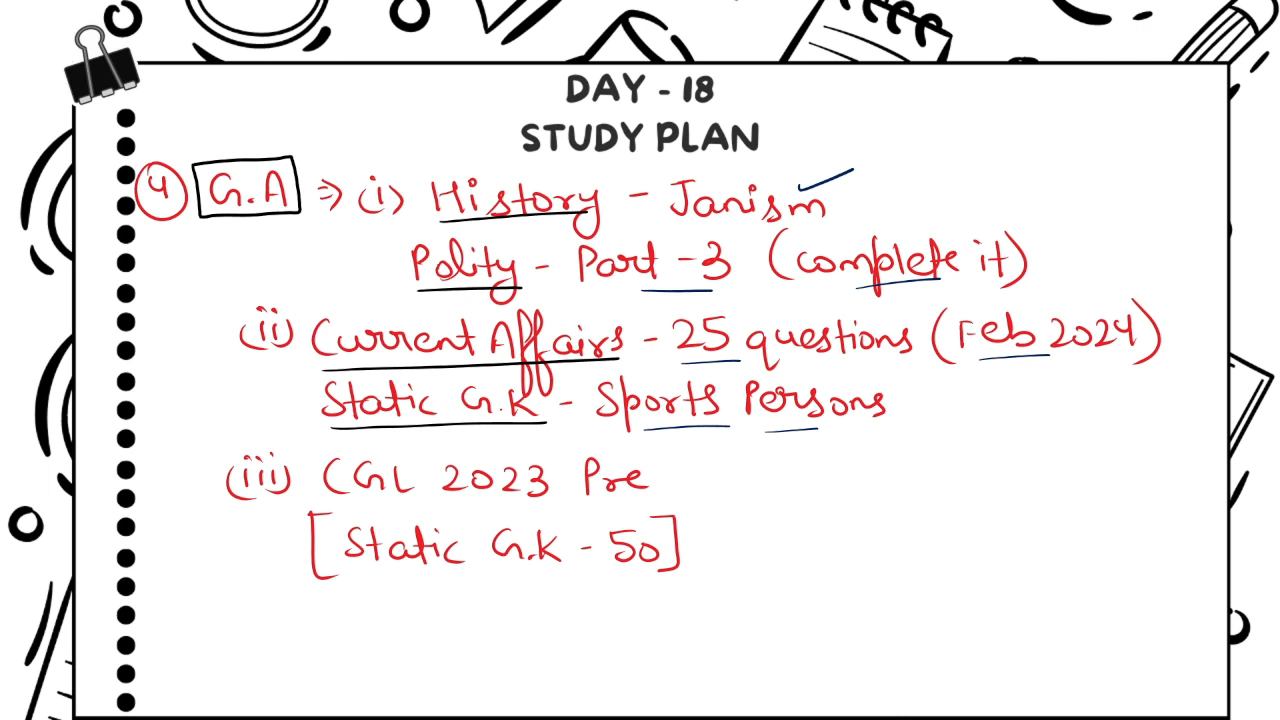 DAY - 18
STUDY PLAN
4 G.A ⇒ (i) History - Janism ✓
Polity - Part - 3 (complete it)
(ii) Current Affairs - 25 questions (Feb 2024)
Static G.K - Sports Persons
(iii) CGL 2023 Pre
[Static G.K - 50]